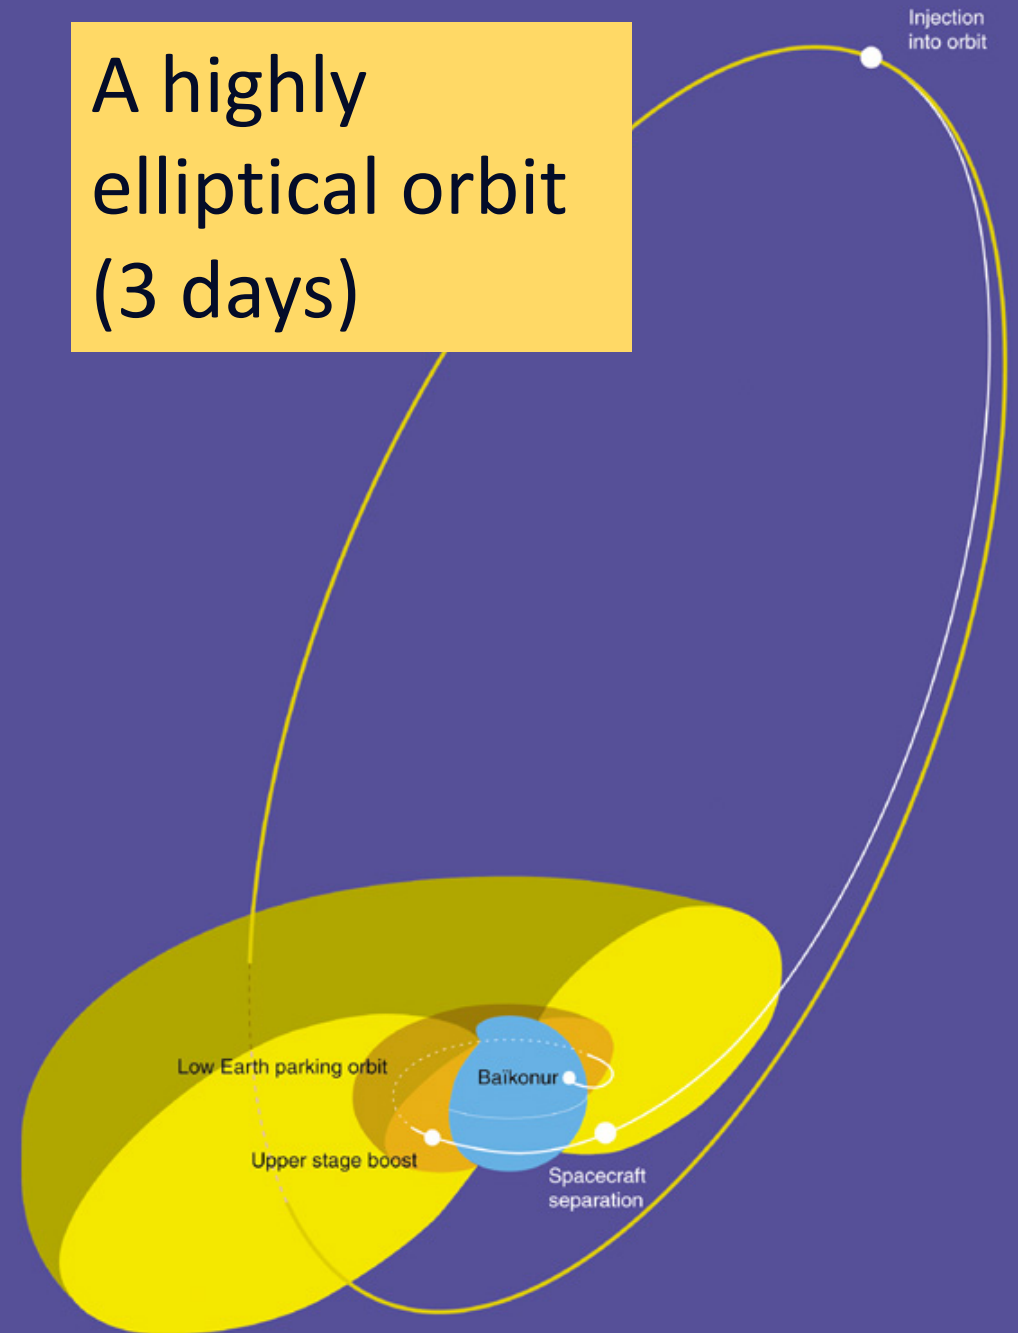 A highly
elliptical orbit
(3 days)
Injection
into orbit
Low Earth parking orbit
Baïkonur
Upper stage boost
Spacecraft
separation